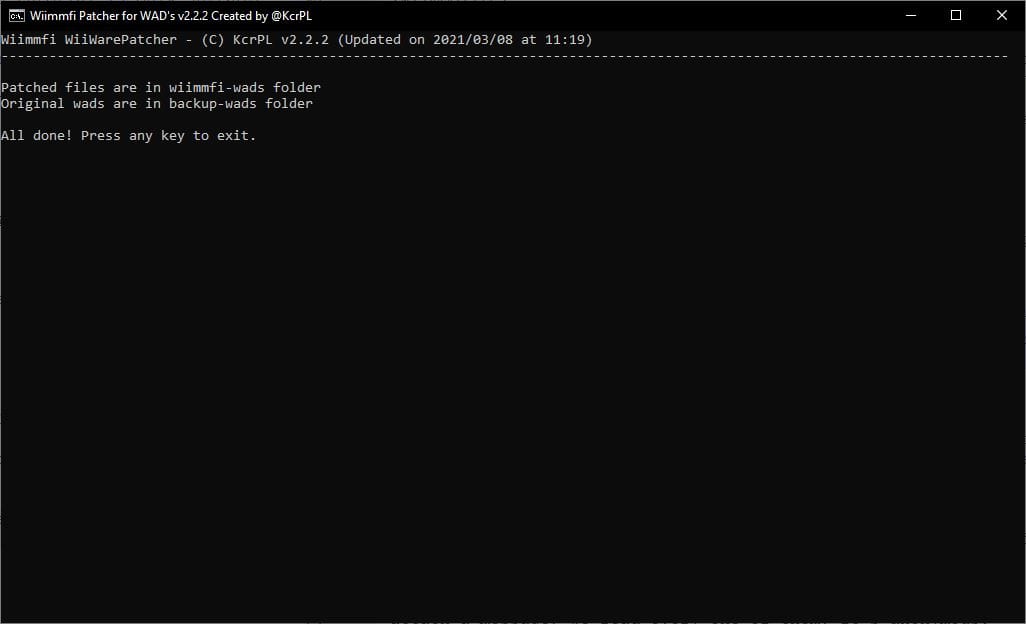 Wiimmfi Patcher for WAD's v2.2.2 Created by @KcrPL
Wiimmfi WiiWarePatcher - (C) KcrPL v2.2.2 (Updated on 2021/03/08 at 11:19)
------------------------------------------------------------------------------------------------------------------------------
Patched files are in wiimmfi-wads folder
Original wads are in backup-wads folder
All done! Press any key to exit.